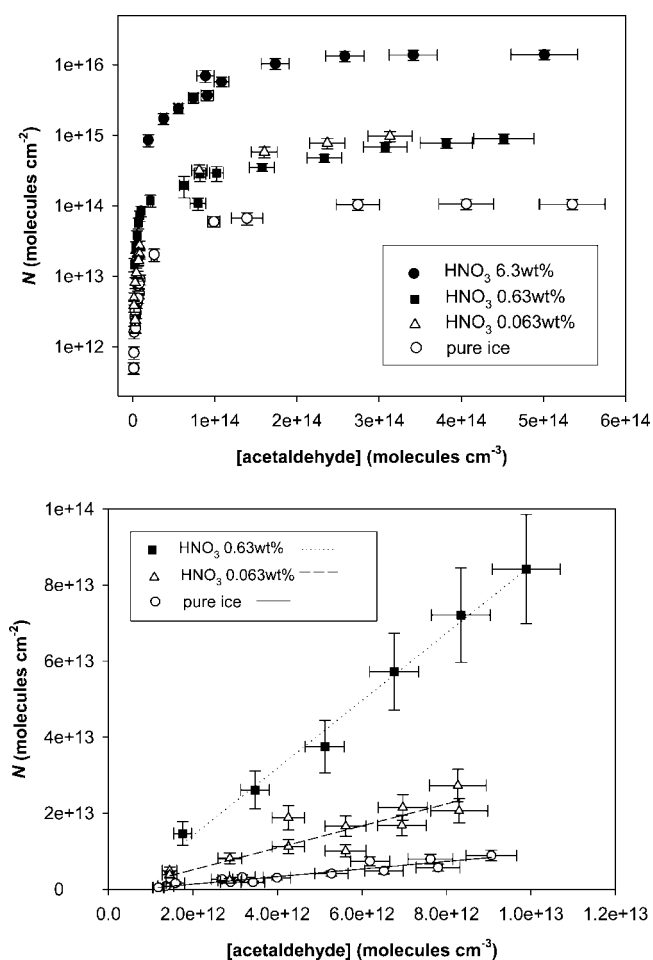 1e+16
1e+15
1e+14
1e+13
1e+12
N (molecules cm-2)
HNO3 6.3wt%
HNO3 0.63wt%
HNO3 0.063wt%
pure ice
0 1e+14 2e+14 3e+14 4e+14 5e+14 6e+14
[acetaldehyde] (molecules cm-3)
1e+14
8e+13
6e+13
4e+13
2e+13
0
N (molecules cm-2)
HNO3 0.63wt%
HNO3 0.063wt%
pure ice
0.0 2.0e+12 4.0e+12 6.0e+12 8.0e+12 1.0e+13 1.2e+13
[acetaldehyde] (molecules cm-3)